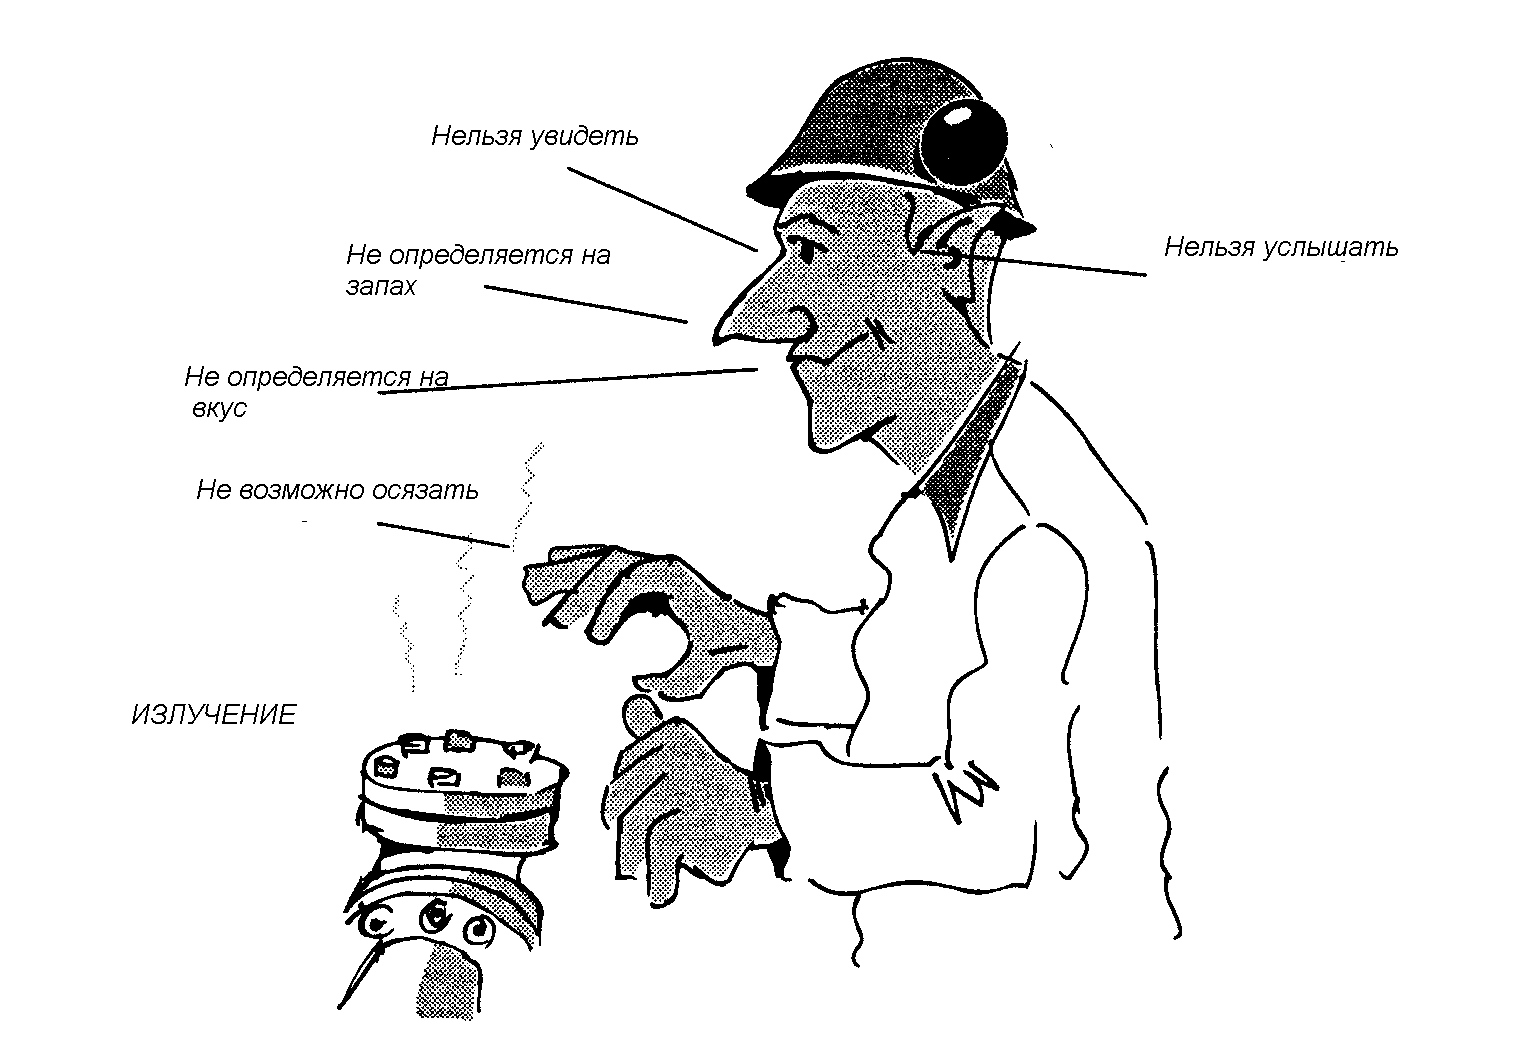 Нельзя увидеть
Нельзя услышать
Не определяется на
запах
Не определяется на
вкус
Не возможно осязать
ИЗЛУЧЕНИЕ